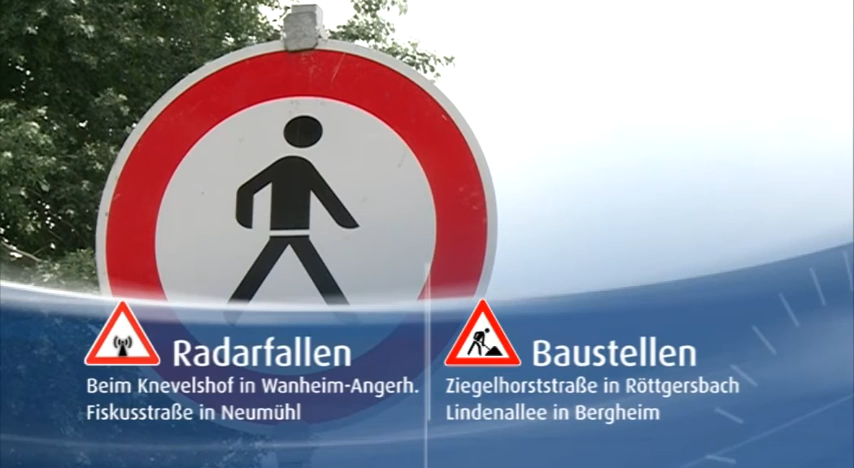 Radarfallen
Beim Knevelshof in Wanheim-Angerh.
Fiskusstraße in Neumühl
Baustellen
Ziegelhorststraße in Röttgersbach
Lindenallee in Bergheim